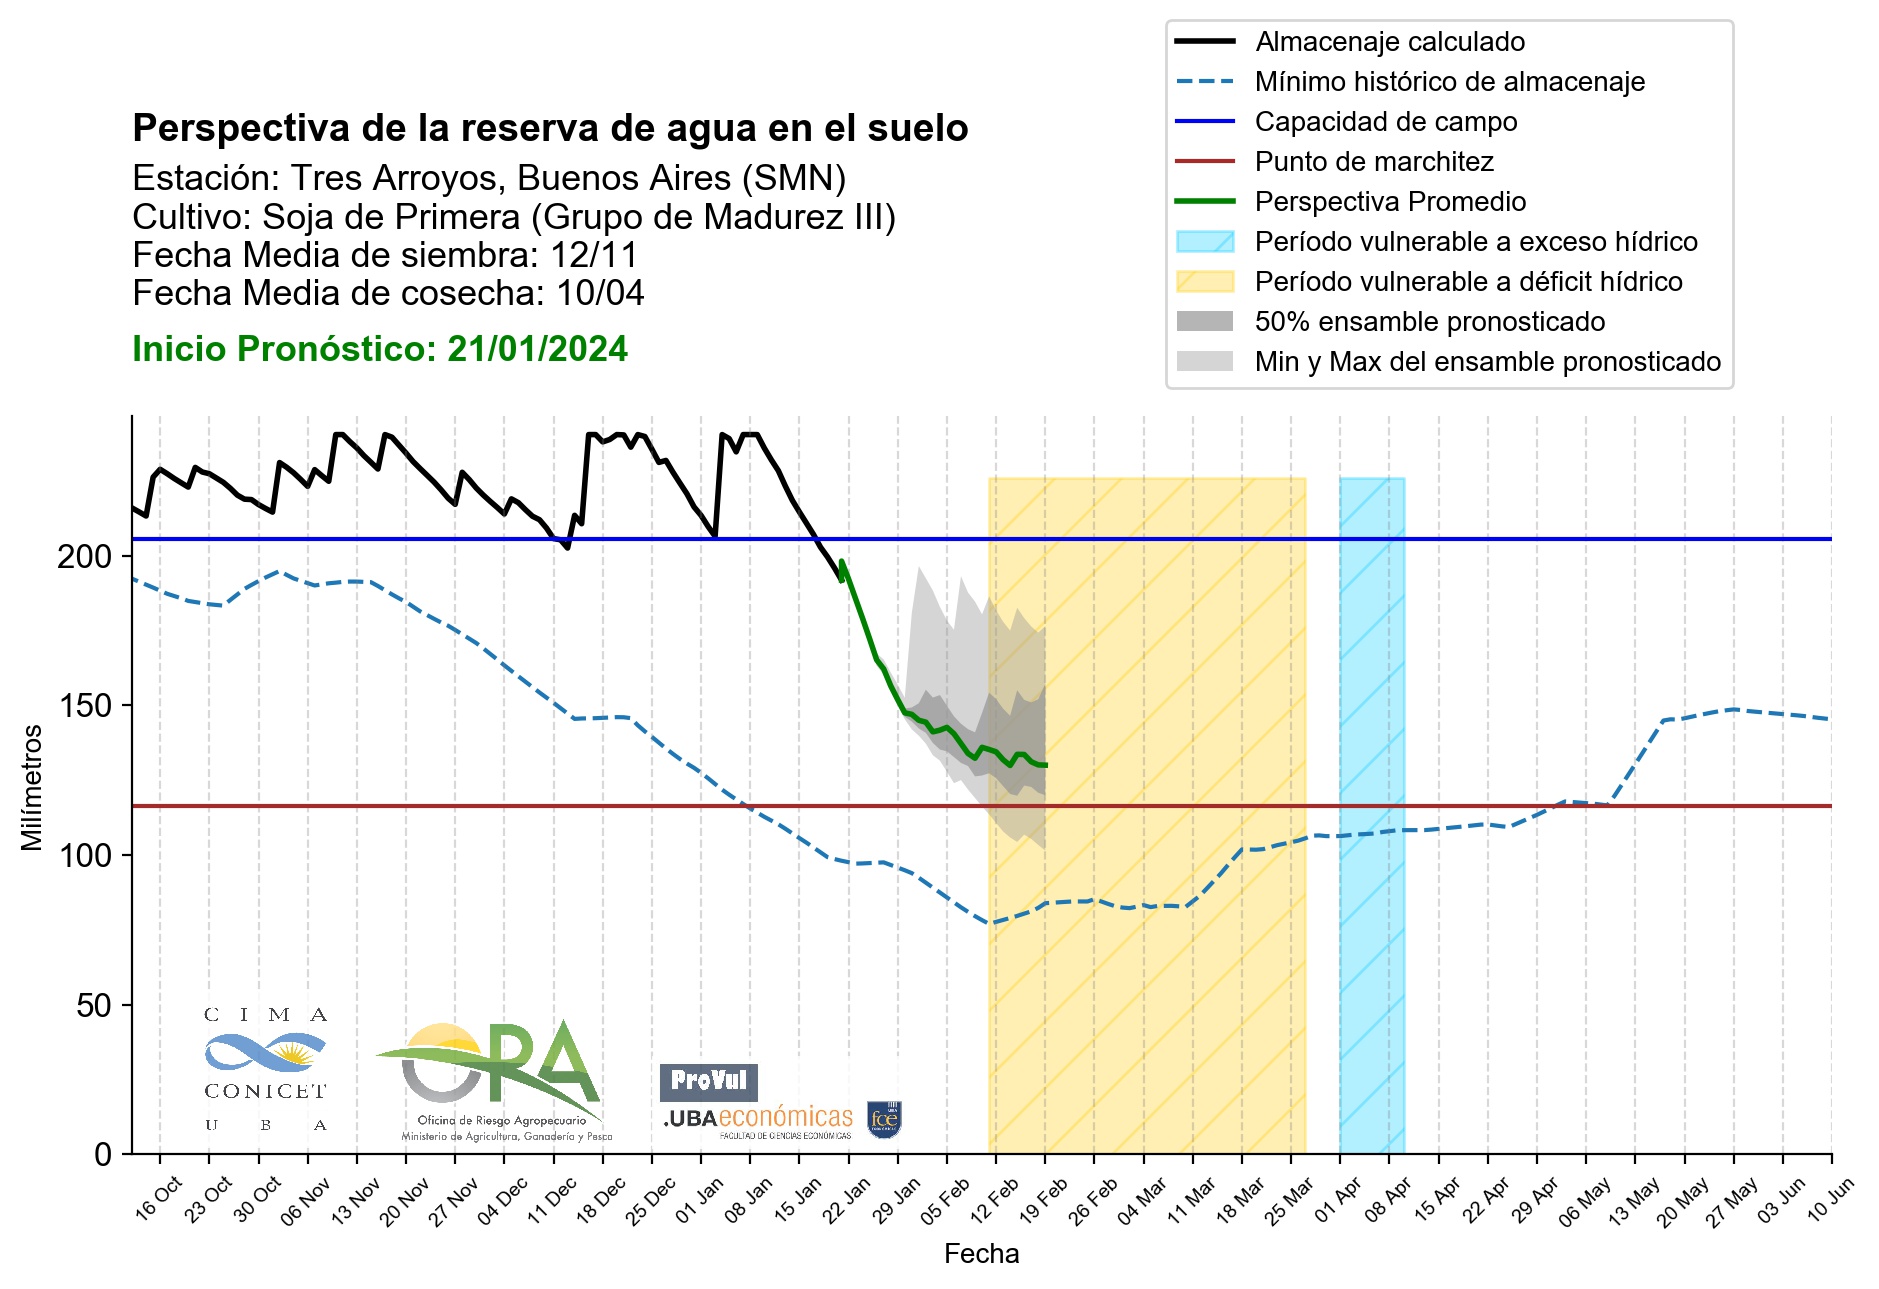 Almacenaje calculado
Mínimo histórico de almacenaje
Capacidad de campo
Punto de marchitez
Perspectiva Promedio
Período vulnerable a exceso hídrico
Período vulnerable a déficit hídrico
50% ensamble pronosticado
Min y Max del ensamble pronosticado
Perspectiva de la reserva de agua en el suelo
Estación: Tres Arroyos, Buenos Aires (SMN)
Cultivo: Soja de Primera (Grupo de Madurez III)
Fecha Media de siembra: 12/11
Fecha Media de cosecha: 10/04
Inicio Pronóstico: 21/01/2024
200
150
100
50
0
Milímetros
CIMA
CONICET
UBA
ORA
Oficina de Riesgo Agropecuario
Ministerio de Agricultura, Ganadería y Pesca
ProVul
.UBAeconómicas
FACULTAD DE CIENCIAS ECONÓMICAS
fce
16 Oct
23 Oct
30 Oct
06 Nov
13 Nov
20 Nov
27 Nov
04 Dec
11 Dec
18 Dec
25 Dec
01 Jan
08 Jan
15 Jan
22 Jan
29 Jan
05 Feb
12 Feb
19 Feb
26 Feb
04 Mar
11 Mar
18 Mar
25 Mar
01 Apr
08 Apr
15 Apr
22 Apr
29 Apr
06 May
13 May
20 May
27 May
03 Jun
10 Jun
Fecha